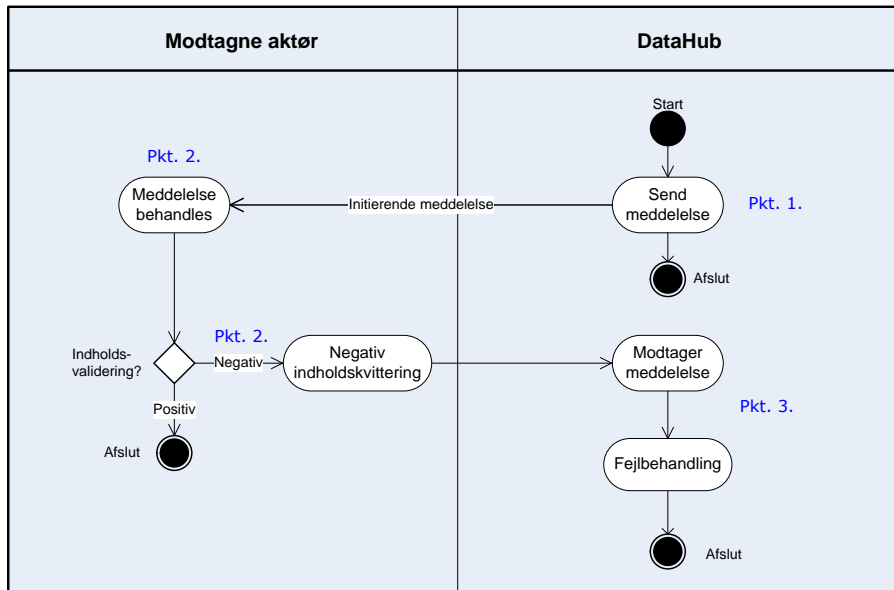 Modtagne aktør
DataHub
Start
Pkt. 2.
Meddelelse
behandles
Initierende meddelelse
Send
meddelelse
Pkt. 1.
Afslut
Pkt. 2.
Indholds-
validering?
Negativ
Negativ
indholdskvittering
Modtager
meddelelse
Positiv
Pkt. 3.
Afslut
Fejlbehandling
Afslut